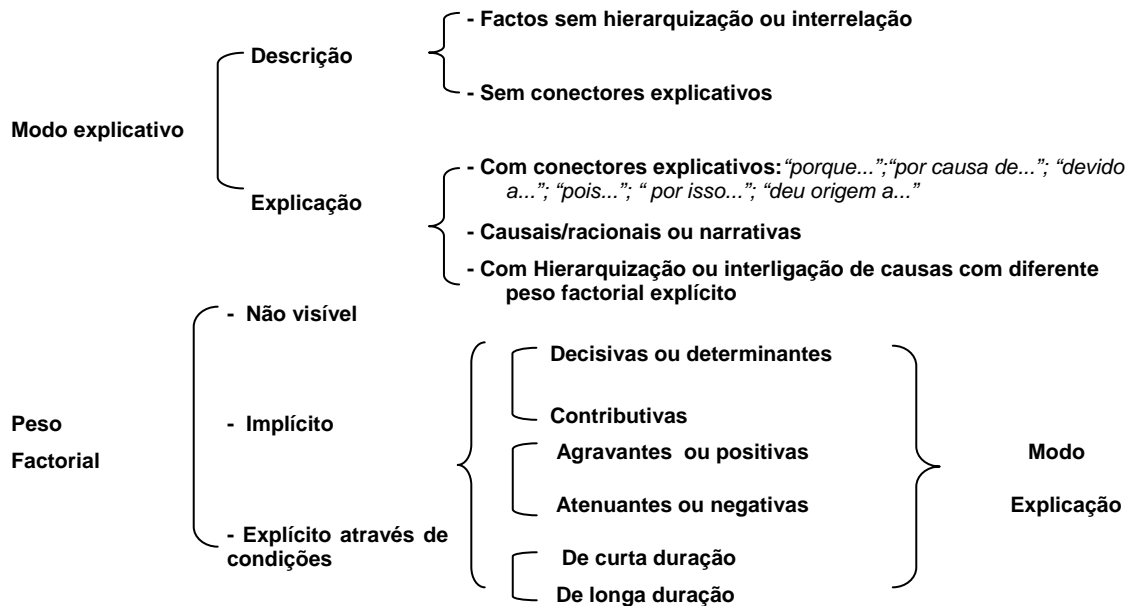 - Factos sem hierarquização ou interrelação
Descrição
- Sem conectores explicativos
Modo explicativo
- Com conectores explicativos: “porque...”;“por causa de...”; “devido
a...”; “pois...”; “ por isso...”; “deu origem a...”
Explicação
- Causais/racionais ou narrativas
- Com Hierarquização ou interligação de causas com diferente
peso factorial explícito
- Não visível
Decisivas ou determinantes
Contributivas
Peso
- Implícito
Factorial
Agravantes ou positivas
Modo
Atenuantes ou negativas
Explicação
- Explícito através de
condições
De curta duração
De longa duração